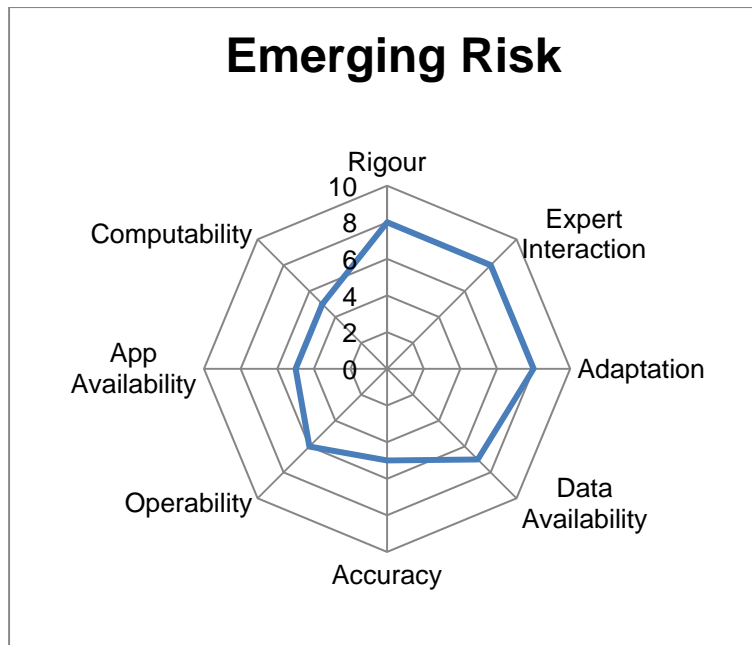 Emerging Risk
Rigour
Expert
Interaction
Adaptation
Data
Availability
Accuracy
Operability
App
Availability
Computability
10
8
6
4
2
0